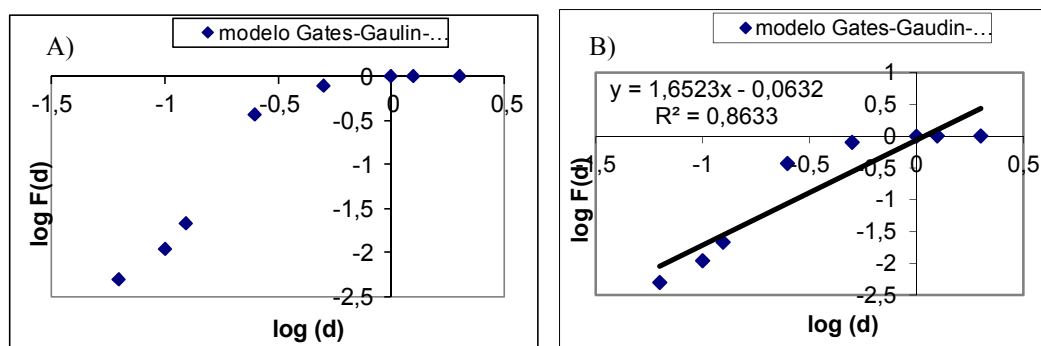 A)
modelo Gates-Gaulin-...
0
-1,5
-1
-0,5
0
0,5
-0,5
-1
-1,5
-2
-2,5
log F(d)
log (d)
B)
modelo Gates-Gaudin-...
y = 1,6523x - 0,0632
R² = 0,8633
1
0,5
0
-1,5
-1
-0,5
0
0,5
-0,5
-1
-1,5
-2
-2,5
log F(d)
log (d)